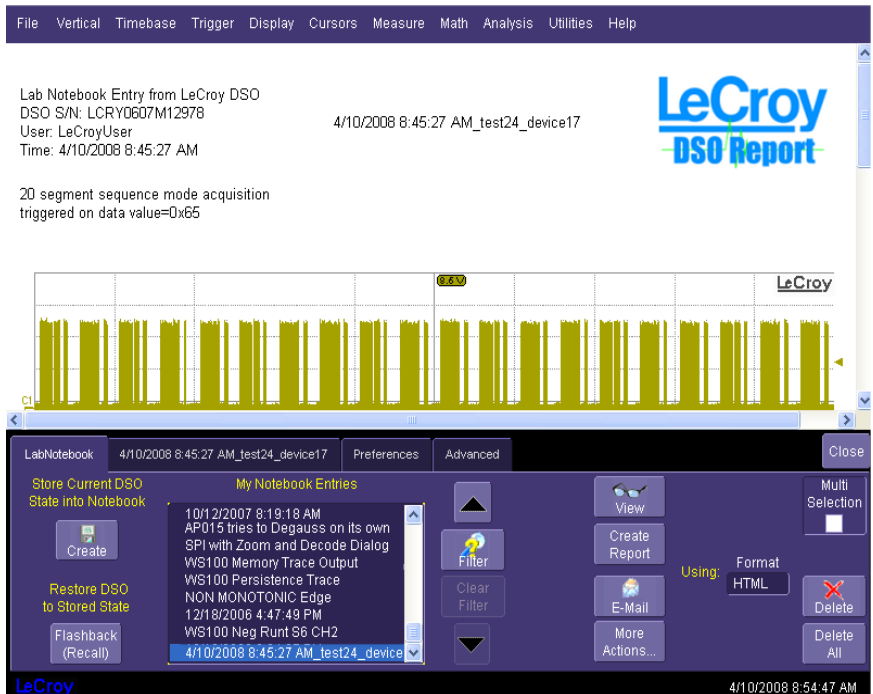 File Vertical Timebase Trigger Display Cursors Measure Math Analysis Utilities Help
Lab Notebook Entry from LeCroy DSO
DSO S/N: LCRY0607M12978
User: LeCroyUser
Time: 4/10/2008 8:45:27 AM
4/10/2008 8:45:27 AM_test24_device17
LeCroy
DSO Report
20 segment sequence mode acquisition
triggered on data value=0x65
8.6 V
LeCroy
C1
LabNotebook 4/10/2008 8:45:27 AM_test24_device17 Preferences Advanced Close
Store Current DSO
State into Notebook
Create
Restore DSO
to Stored State
Flashback
(Recall)
My Notebook Entries
10/12/2007 8:19:18 AM
AP015 tries to Degauss on its own
SPI with Zoom and Decode Dialog
WS100 Memory Trace Output
WS100 Persistence Trace
NON MONOTONIC Edge
12/18/2006 4:47:49 PM
WS100 Neg Runt S6 CH2
4/10/2008 8:45:27 AM_test24_device
Filter
Clear
Filter
View
Create
Report
E-Mail
More
Actions...
Using:
Format
HTML
Multi
Selection
Delete
Delete
All
LeCroy
4/10/2008 8:54:47 AM